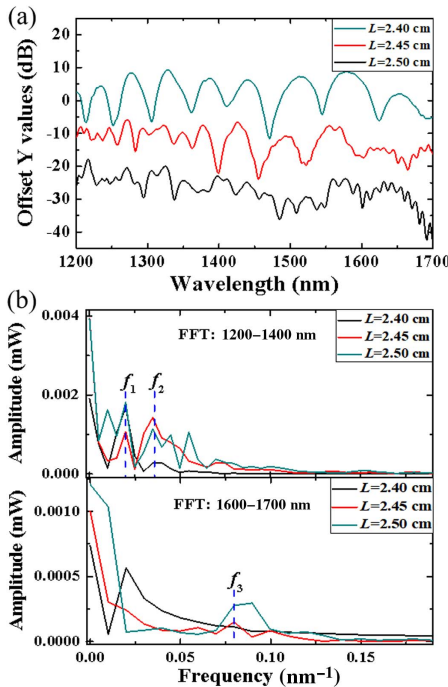 (a)
L=2.40 cm
L=2.45 cm
L=2.50 cm
Offset Y values (dB)
20
10
0
-10
-20
-30
-40
1200 1300 1400 1500 1600 1700
Wavelength (nm)
(b)
0.004
0.002
0.000
Amplitude (mW)
FFT: 1200–1400 nm
L=2.40 cm
L=2.45 cm
L=2.50 cm
f1 f2
0.0010
0.0005
0.0000
Amplitude (mW)
FFT: 1600–1700 nm
L=2.40 cm
L=2.45 cm
L=2.50 cm
f3
0.00 0.05 0.10 0.15
Frequency (nm⁻¹)